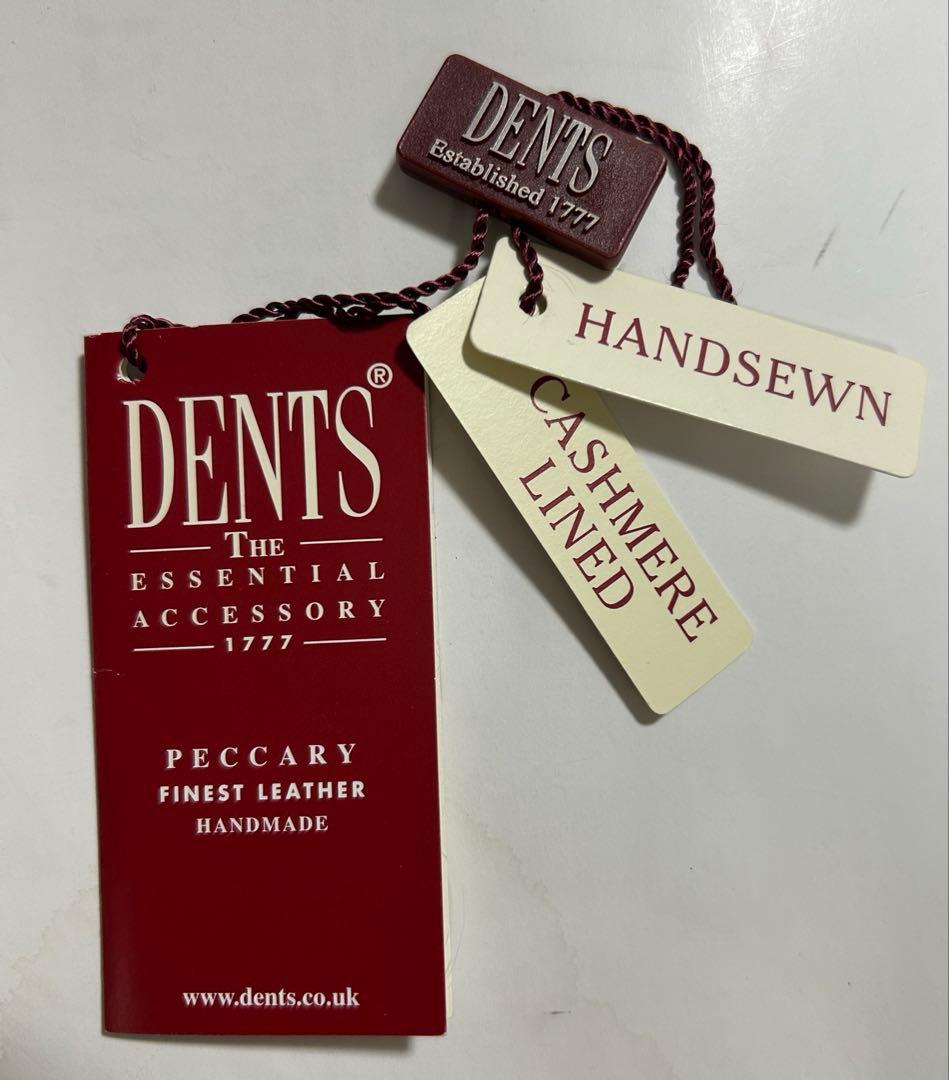 DENTS
Established 1777
HANDSEWN
CASHMERE
LINED
DENTS®
THE
ESSENTIAL
ACCESSORY
1777
PECCARY
FINEST LEATHER
HANDMADE
www.dents.co.uk